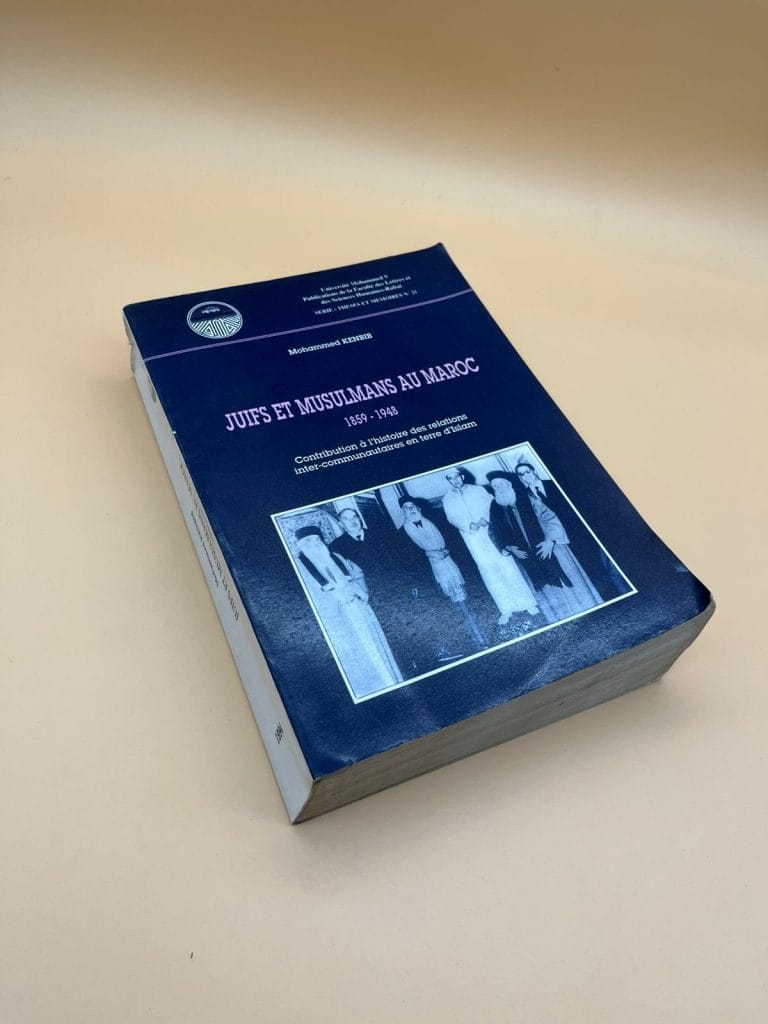 Université Mohammed V
Publications de la Faculté des Lettres et
des Sciences Humaines-Rabat
SERIE : THESES ET MEMOIRES N° 21
Mohammed KENBIB
JUIFS ET MUSULMANS AU MAROC
1859 - 1948
Contribution à l'histoire des relations
inter-communautaires en terre d'Islam
1994